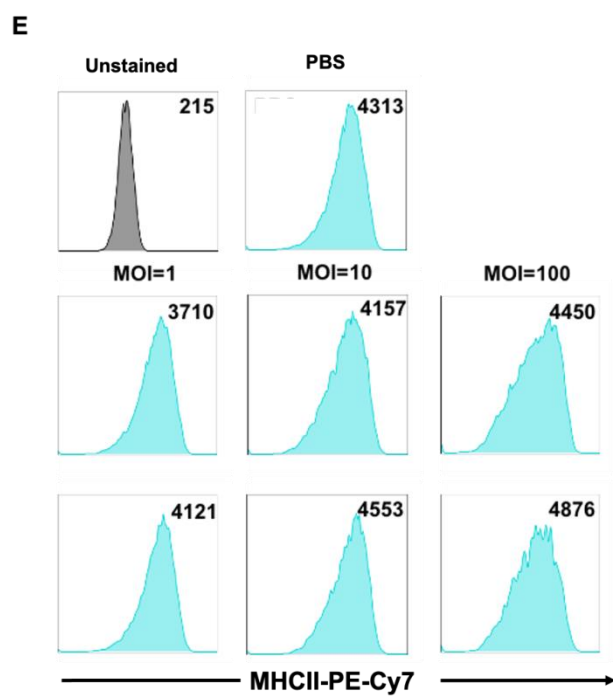 E
Unstained PBS
215 4313
MOI=1 MOI=10 MOI=100
3710 4157 4450
4121 4553 4876
MHCII-PE-Cy7